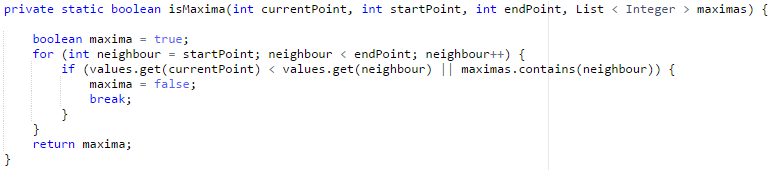 private static boolean isMaxima(int currentPoint, int startPoint, int endPoint, List < Integer > maximas) {
boolean maxima = true;
for (int neighbour = startPoint; neighbour < endPoint; neighbour++) {
if (values.get(currentPoint) < values.get(neighbour) || maximas.contains(neighbour)) {
maxima = false;
break;
}
}
return maxima;
}